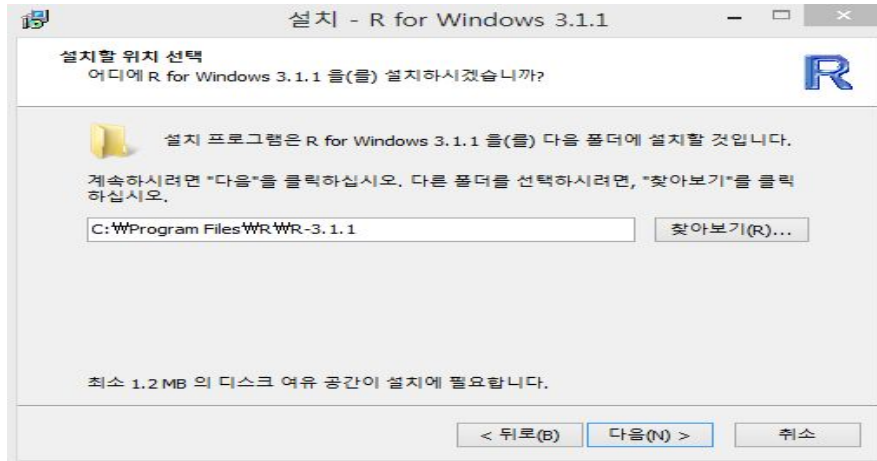 설치 - R for Windows 3.1.1
설치할 위치 선택
어디에 R for Windows 3.1.1 을(를) 설치하시겠습니까?
R
설치 프로그램은 R for Windows 3.1.1 을(를) 다음 폴더에 설치할 것입니다.
계속하시려면 "다음"을 클릭하십시오. 다른 폴더를 선택하시려면, "찾아보기"를 클릭
하십시오.
C:₩Program Files₩R₩R-3.1.1
찾아보기(R)...
최소 1.2 MB 의 디스크 여유 공간이 설치에 필요합니다.
< 뒤로(B)
다음(N) >
취소